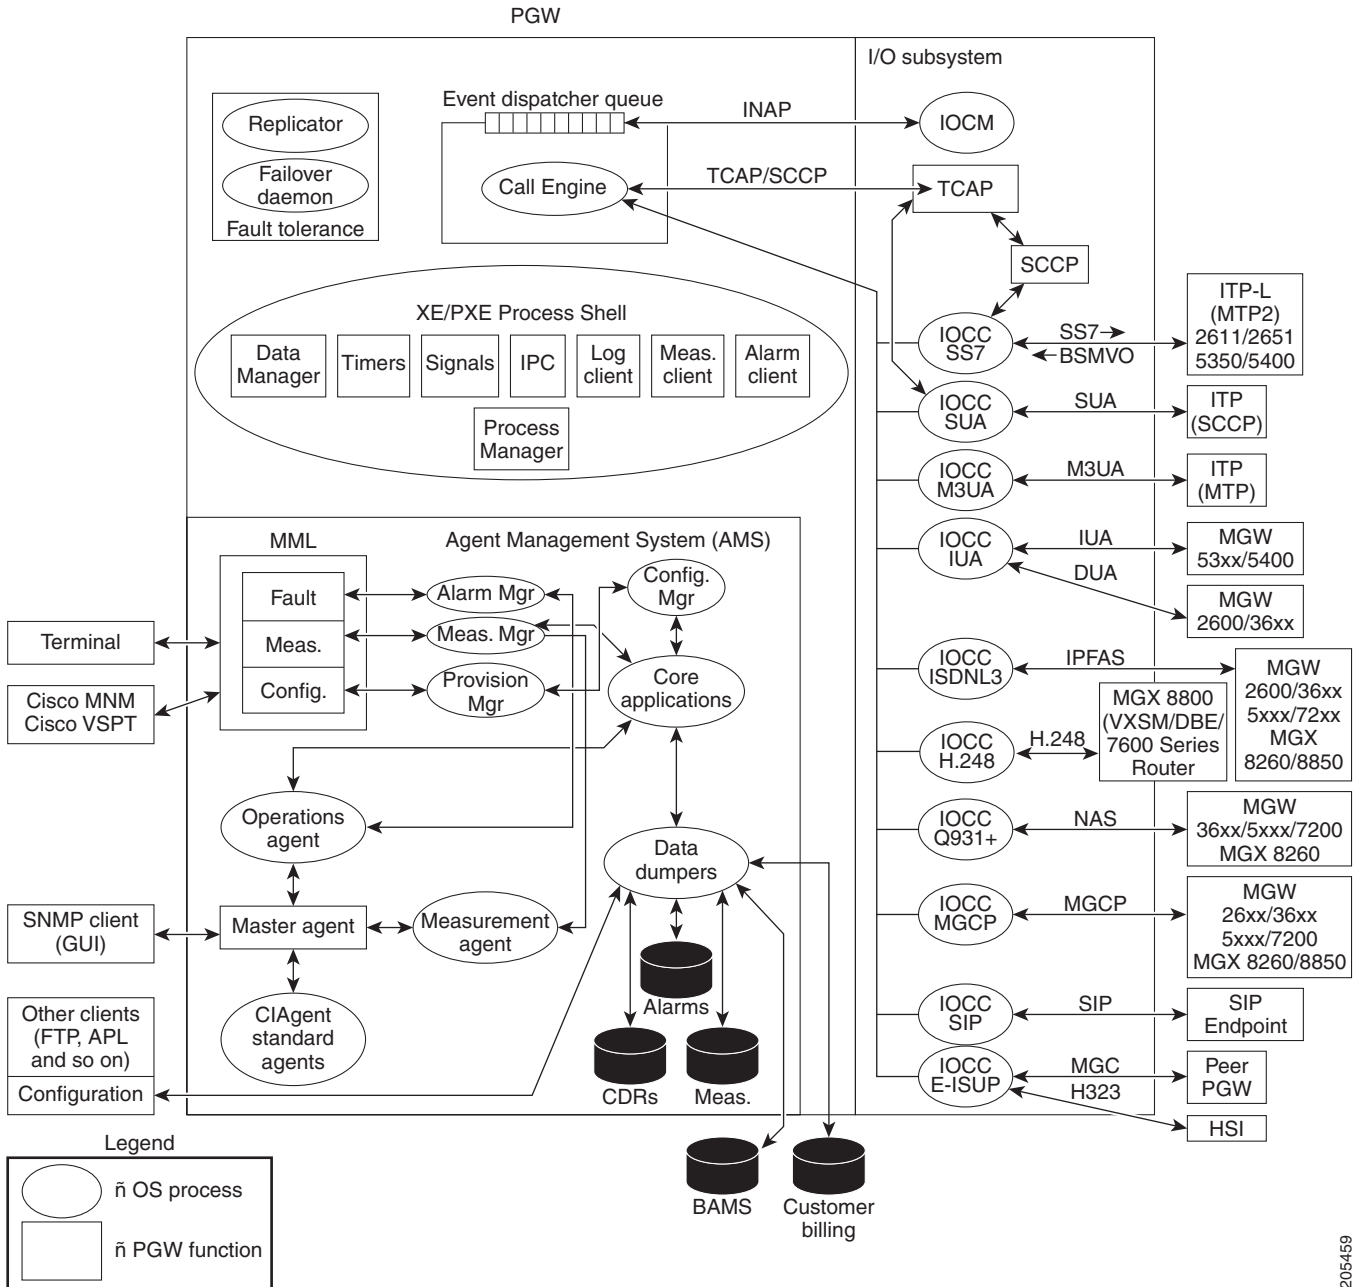 PGW
I/O subsystem
Replicator
Failover
daemon
Fault tolerance
Event dispatcher queue
Call Engine
INAP
TCAP/SCCP
IOCM
TCAP
SCCP
XE/PXE Process Shell
Data
Manager
Timers
Signals
IPC
Log
client
Meas.
client
Alarm
client
Process
Manager
IOCC
SS7
SS7
BSMVO
ITP-L
(MTP2)
2611/2651
5350/5400
IOCC
SUA
SUA
ITP
(SCCP)
IOCC
M3UA
M3UA
ITP
(MTP)
IOCC
IUA
IUA
DUA
MGW
53xx/5400
MGW
2600/36xx
IOCC
ISDNL3
IPFAS
MGW
2600/36xx
5xxx/72xx
MGX
8260/8850
IOCC
H.248
H.248
MGX 8800
(VXSM/DBE/
7600 Series
Router
IOCC
Q931+
NAS
MGW
36xx/5xxx/7200
MGX 8260
IOCC
MGCP
MGCP
MGW
26xx/36xx
5xxx/7200
MGX 8260/8850
IOCC
SIP
SIP
SIP
Endpoint
IOCC
E-ISUP
MGC
H323
Peer
PGW
HSI
MML
Agent Management System (AMS)
Fault
Meas.
Config.
Alarm Mgr
Meas. Mgr
Provision
Mgr
Config.
Mgr
Core
applications
Terminal
Cisco MNM
Cisco VSPT
Operations
agent
Data
dumpers
SNMP client
(GUI)
Master agent
Measurement
agent
Alarms
Other clients
(FTP, APL
and so on)
Configuration
CIAgent
standard
agents
CDRs
Meas.
BAMS
Customer
billing
Legend
ñ OS process
ñ PGW function
205459